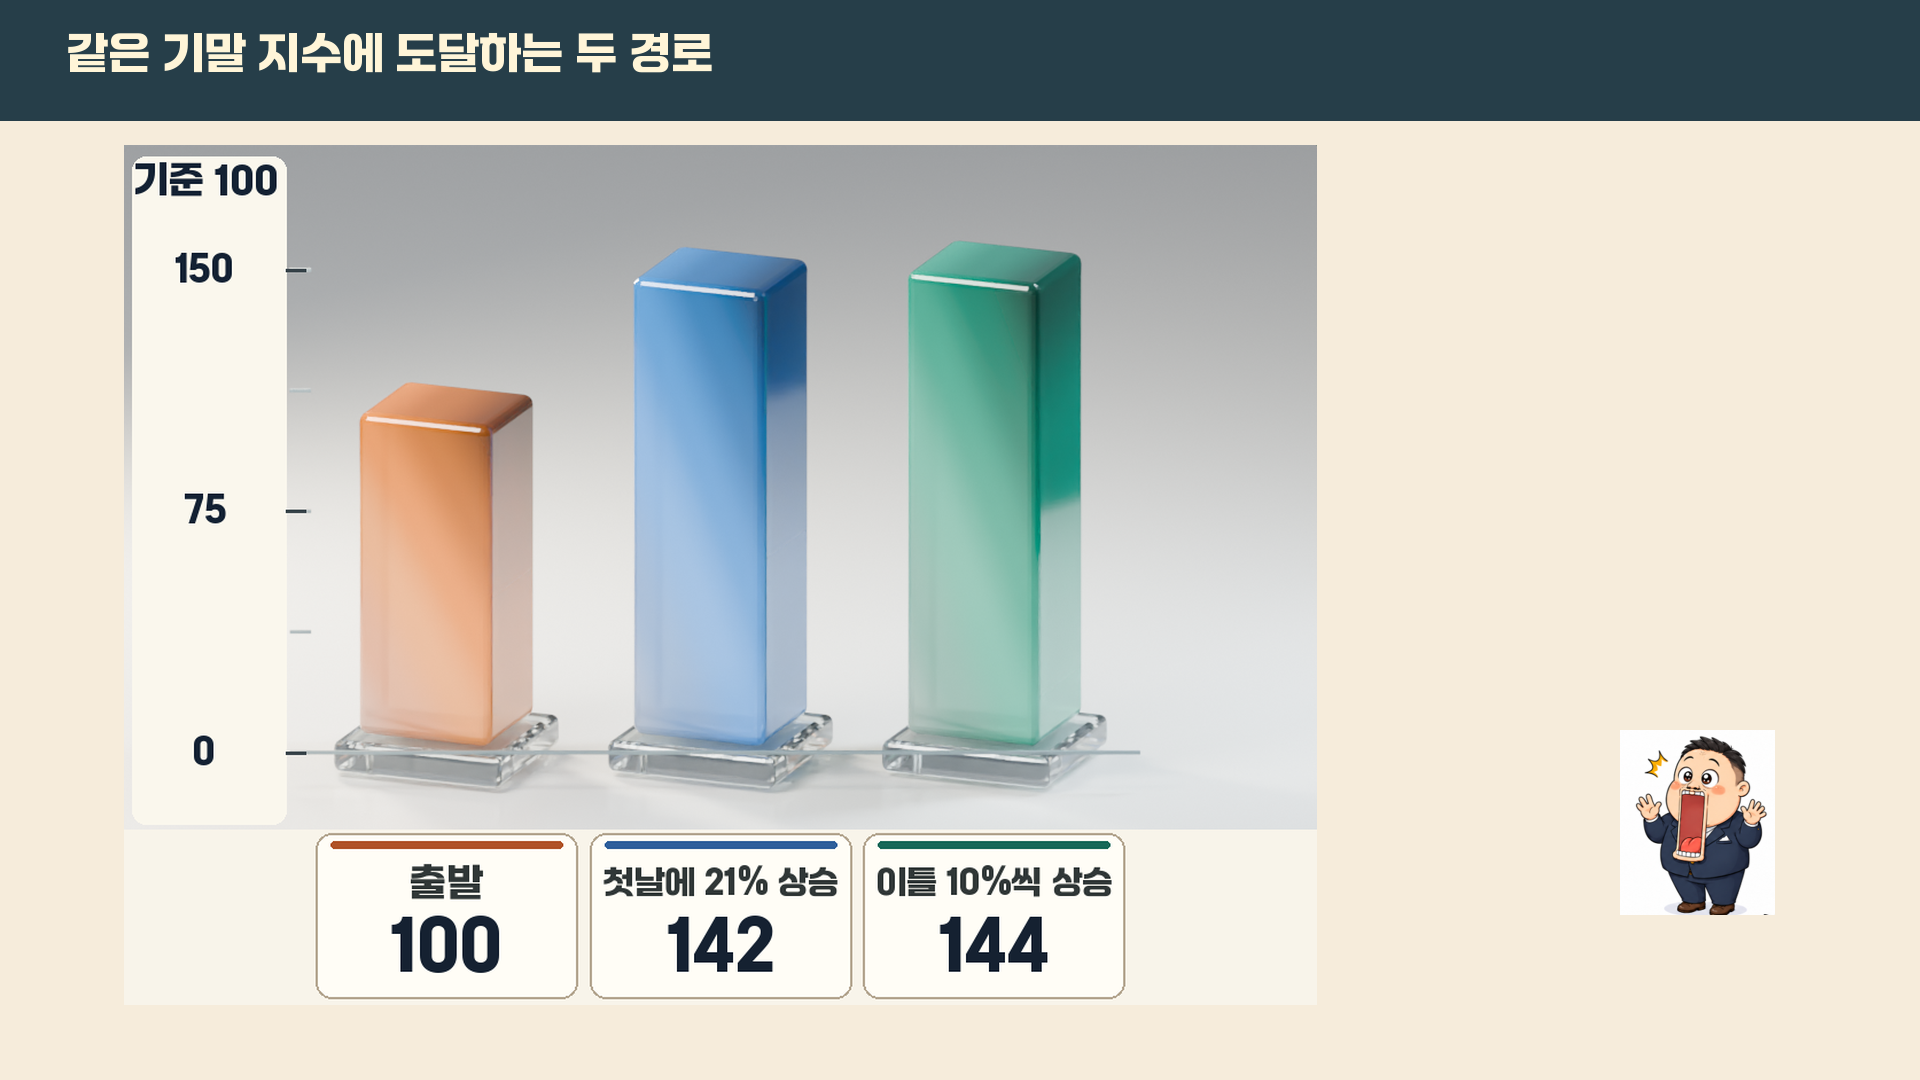 같은 기말 지수에 도달하는 두 경로
기준 100
150
75
0
출발
100
첫날에 21% 상승
142
이틀 10%씩 상승
144